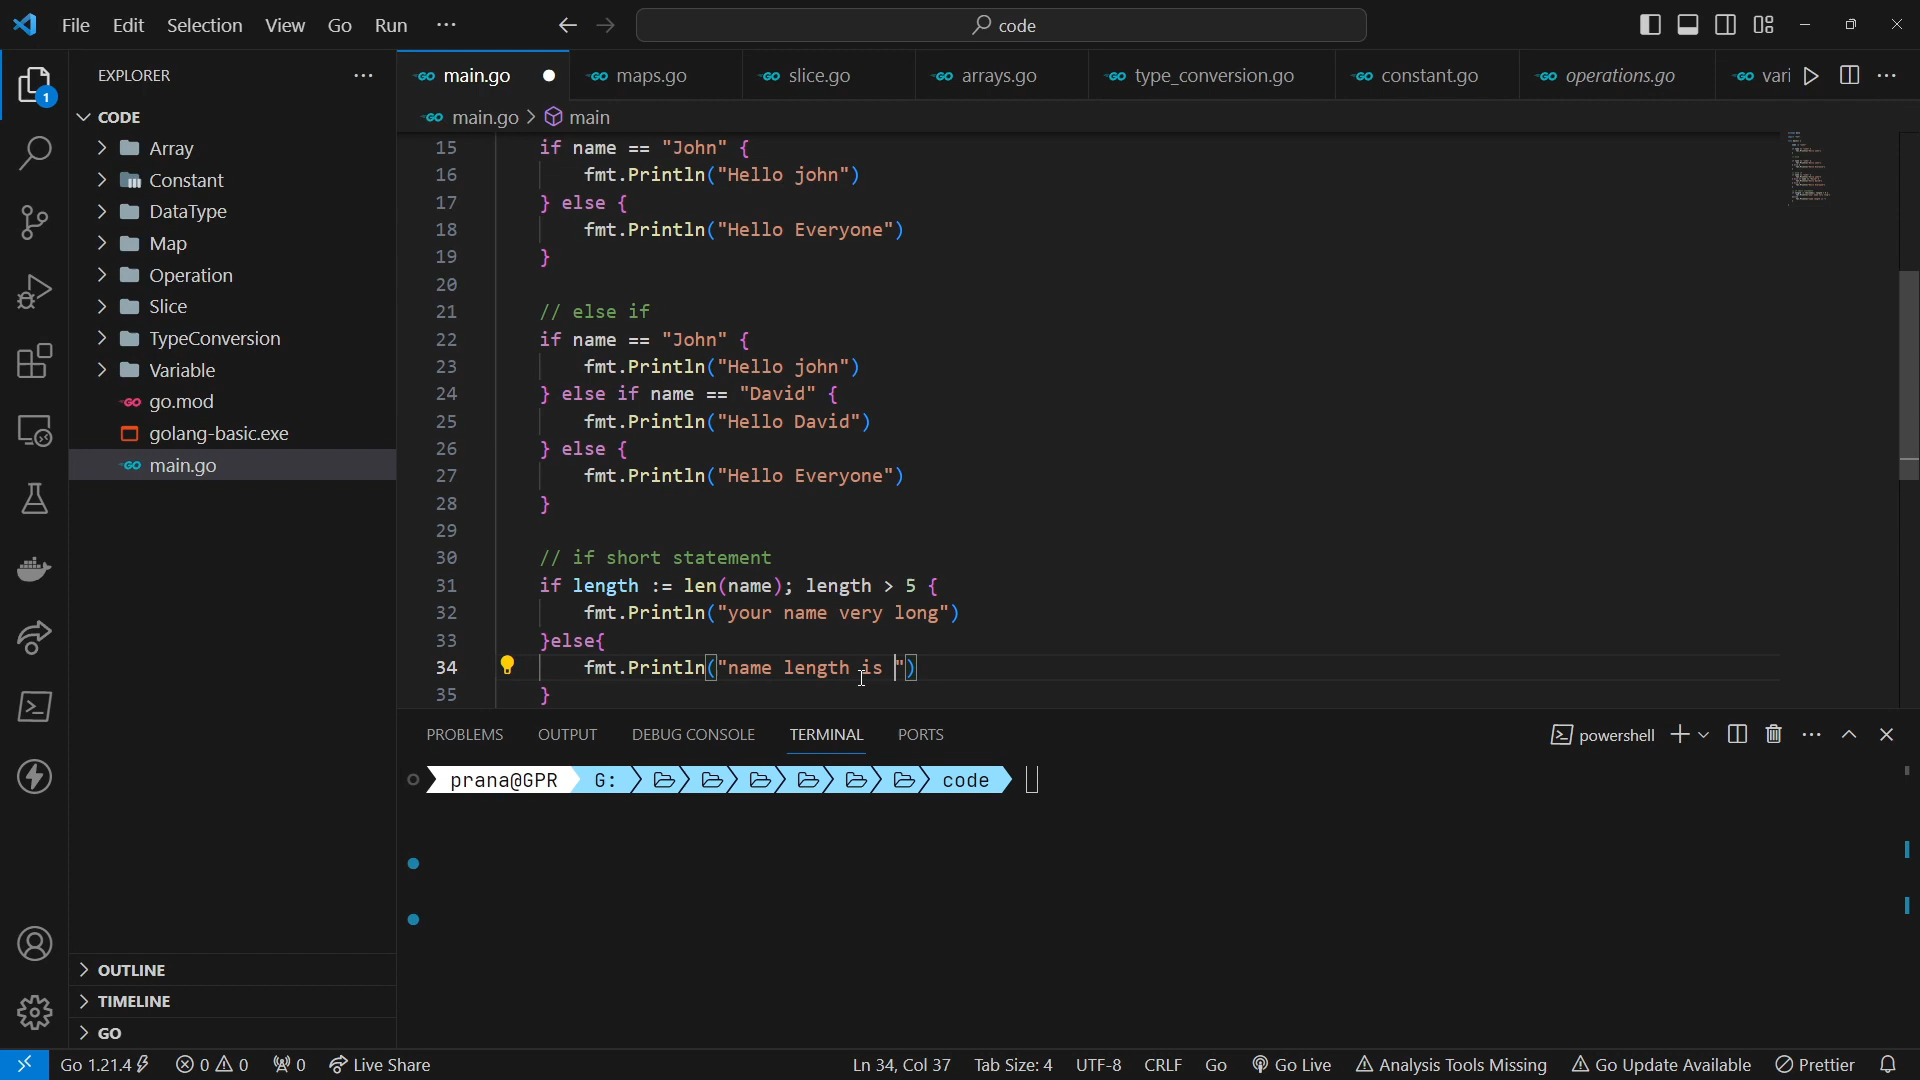 File Edit Selection View Go Run ···
code
EXPLORER
1
CODE
Array
Constant
DataType
Map
Operation
Slice
TypeConversion
Variable
go.mod
golang-basic.exe
main.go
OUTLINE
TIMELINE
GO
main.go maps.go slice.go arrays.go type_conversion.go constant.go operations.go vari
main.go > main
15 if name == "John" {
16 fmt.Println("Hello john")
17 } else {
18 fmt.Println("Hello Everyone")
19 }
20
21 // else if
22 if name == "John" {
23 fmt.Println("Hello john")
24 } else if name == "David" {
25 fmt.Println("Hello David")
26 } else {
27 fmt.Println("Hello Everyone")
28 }
29
30 // if short statement
31 if length := len(name); length > 5 {
32 fmt.Println("your name very long")
33 }else{
34 fmt.Println("name length is ")
35 }
PROBLEMS OUTPUT DEBUG CONSOLE TERMINAL PORTS
powershell
prana@GPR G: code
Go 1.21.4 0 0 0 Live Share Ln 34, Col 37 Tab Size: 4 UTF-8 CRLF Go Go Live Analysis Tools Missing Go Update Available Prettier